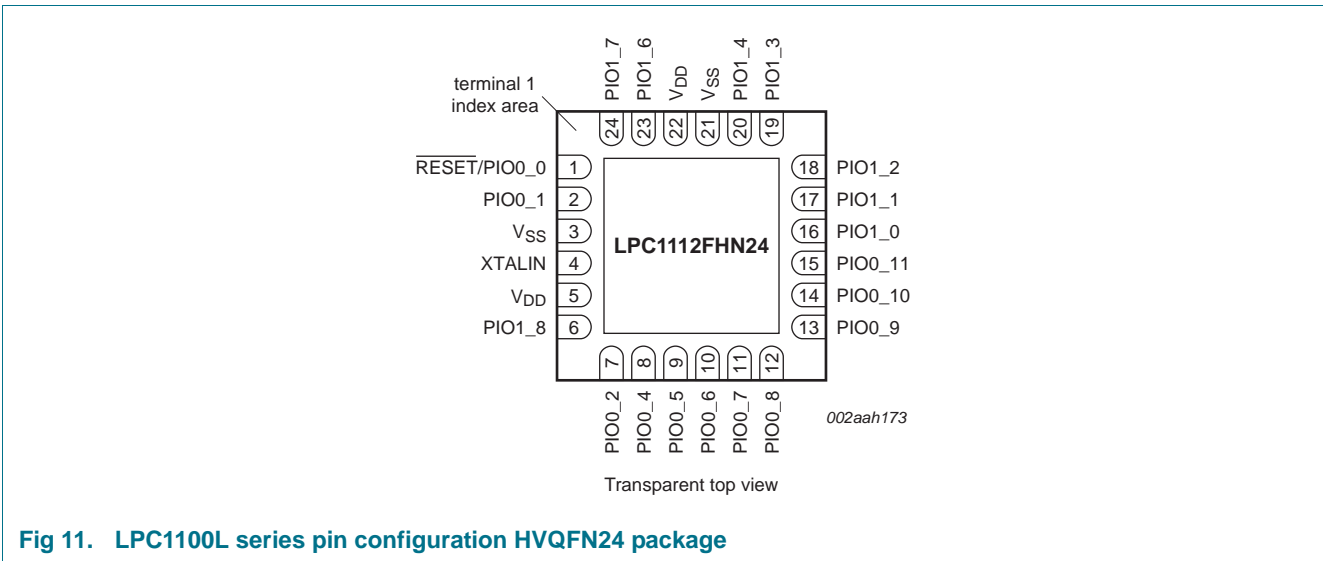 PIO1_7
PIO1_6
VDD
VSS
PIO1_4
PIO1_3
terminal 1
index area
24
23
22
21
20
19
RESET/PIO0_0 1
PIO0_1 2
VSS 3
XTALIN 4
VDD 5
PIO1_8 6
LPC1112FHN24
18 PIO1_2
17 PIO1_1
16 PIO1_0
15 PIO0_11
14 PIO0_10
13 PIO0_9
7
8
9
10
11
12
PIO0_2
PIO0_4
PIO0_5
PIO0_6
PIO0_7
PIO0_8
002aah173
Transparent top view
Fig 11. LPC1100L series pin configuration HVQFN24 package